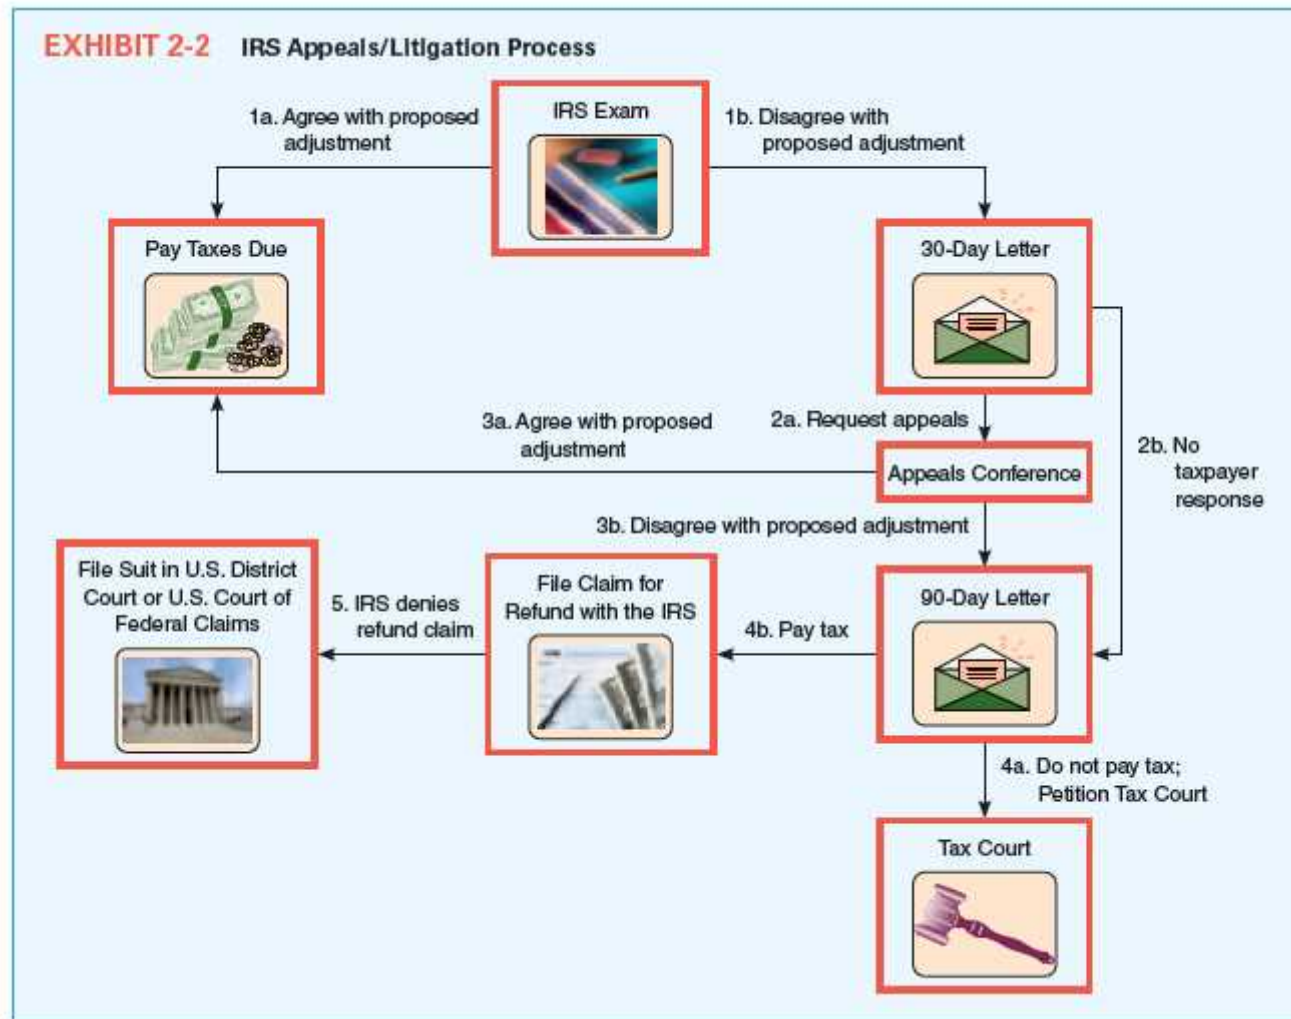 EXHIBIT 2-2 IRS Appeals/Litigation Process
IRS Exam
1a. Agree with proposed
adjustment
1b. Disagree with
proposed adjustment
Pay Taxes Due
30-Day Letter
3a. Agree with proposed
adjustment
2a. Request appeals
2b. No
taxpayer
response
Appeals Conference
3b. Disagree with proposed adjustment
File Suit in U.S. District
Court or U.S. Court of
Federal Claims
5. IRS denies
refund claim
File Claim for
Refund with the IRS
4b. Pay tax
90-Day Letter
4a. Do not pay tax;
Petition Tax Court
Tax Court